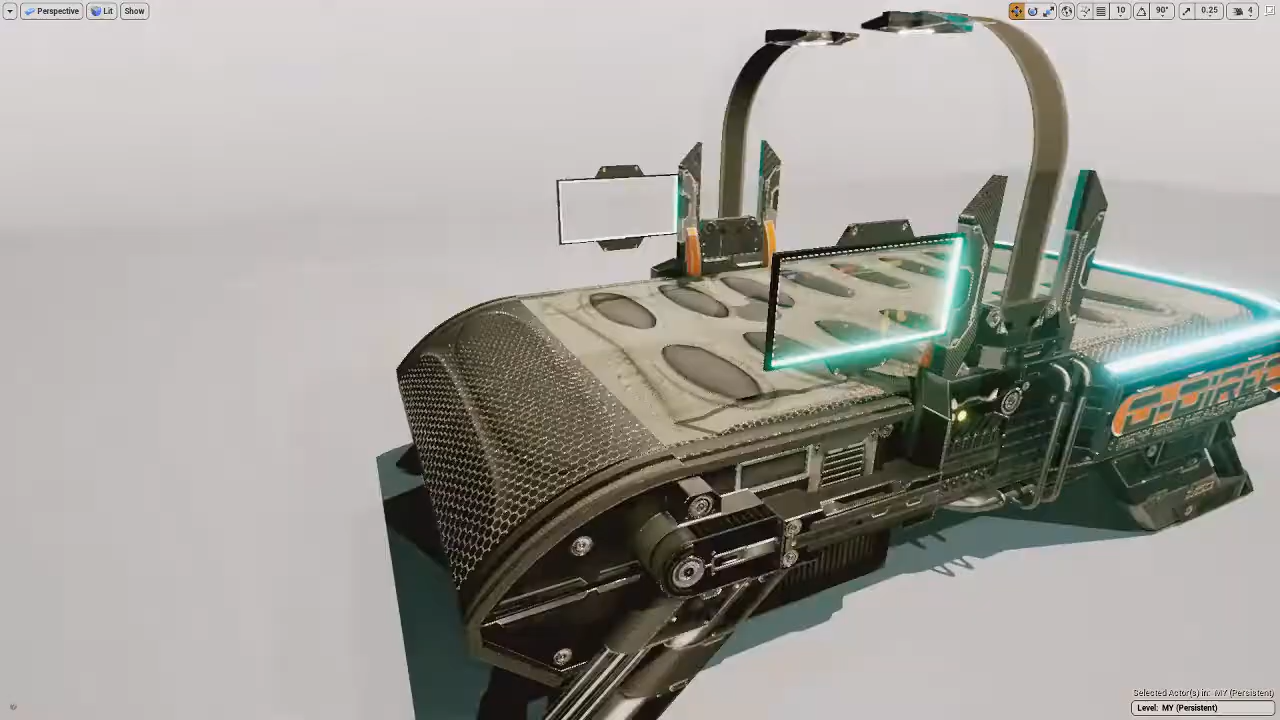 Perspective Lit Show 10 90° 0.25 4
Selected Actor(s) in: MY (Persistent)
Level: MY (Persistent)